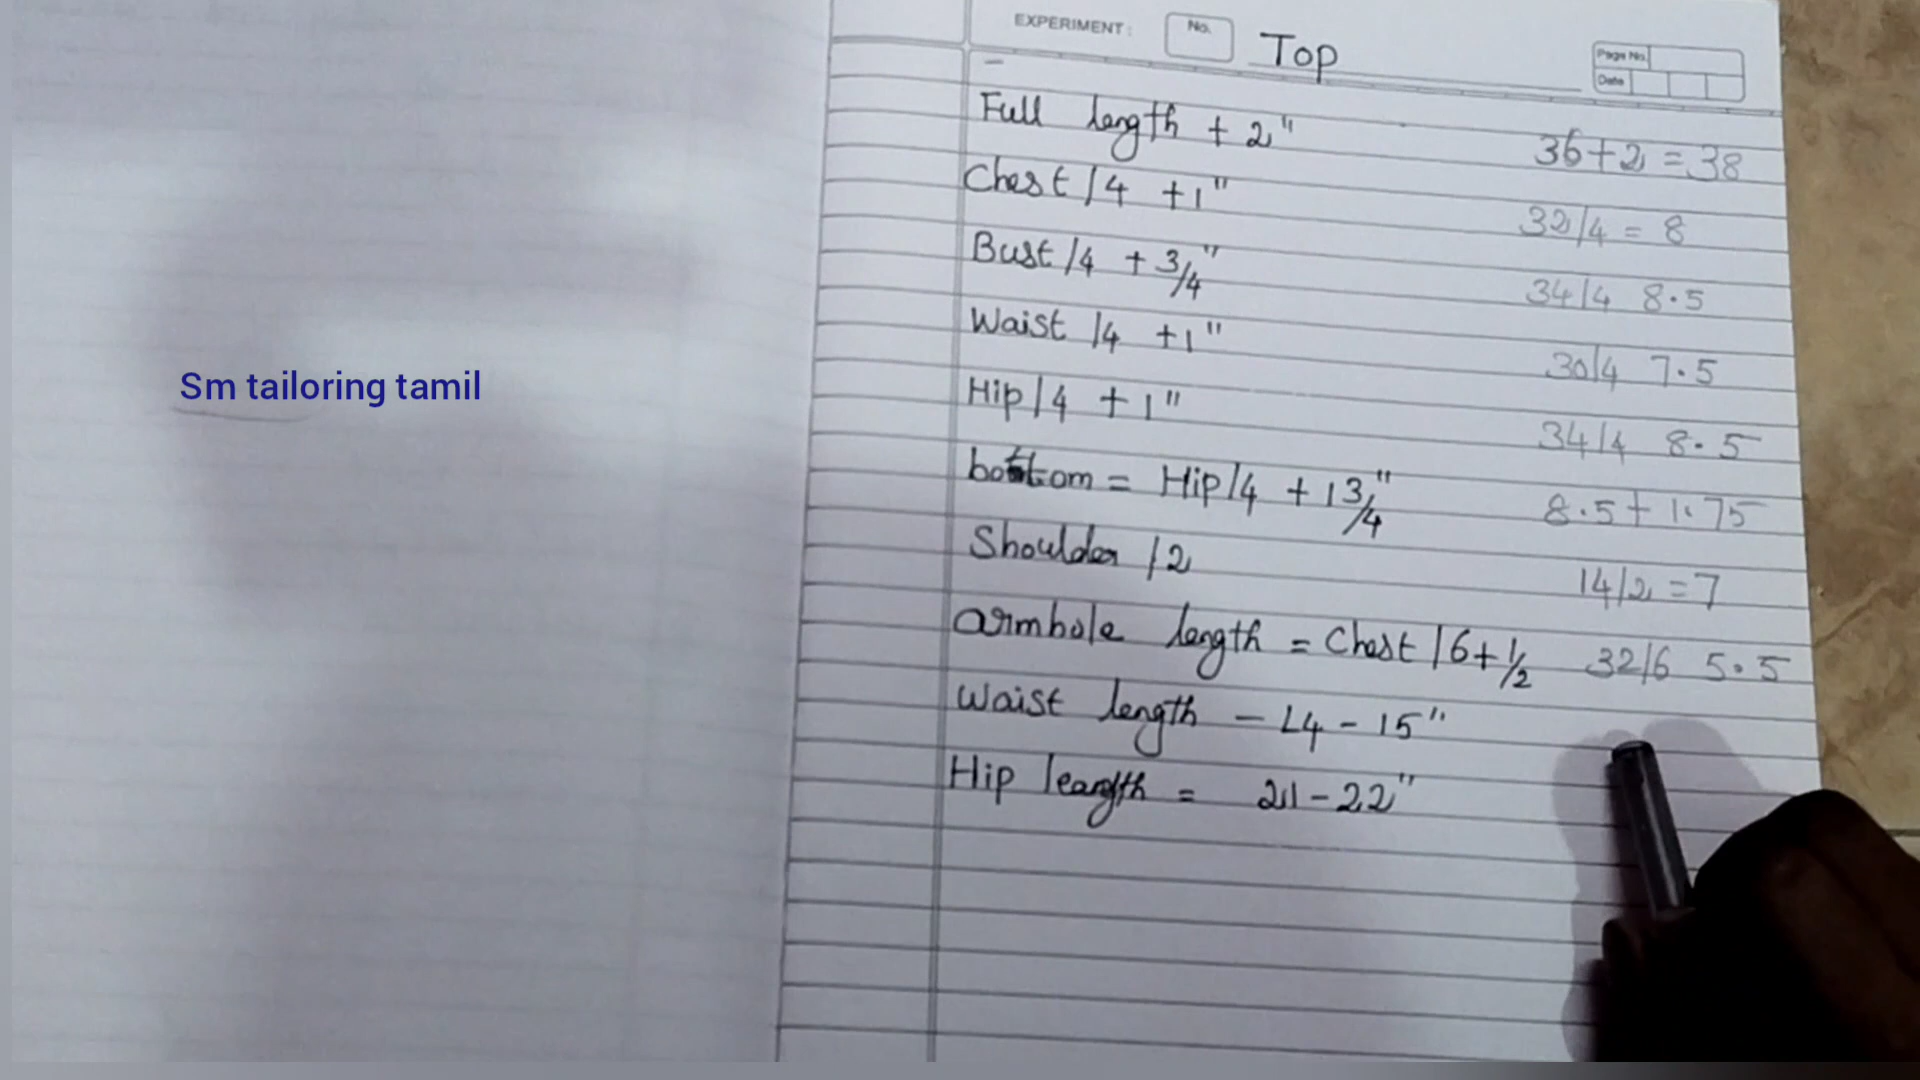 EXPERIMENT : No. Top
Page No.
Date
Full length + 2" 36+2 = 38
Chest / 4 + 1" 32/4 = 8
Bust / 4 + 3/4" 34/4 8.5
Waist / 4 + 1" 30/4 7.5
Hip / 4 + 1" 34/4 8.5
bottom = Hip / 4 + 1 3/4" 8.5 + 1.75
Shoulder / 2 14/2 = 7
armhole length = Chest / 6 + 1/2 32/6 5.5
Waist length - 14 - 15"
Hip length = 21 - 22"
Sm tailoring tamil